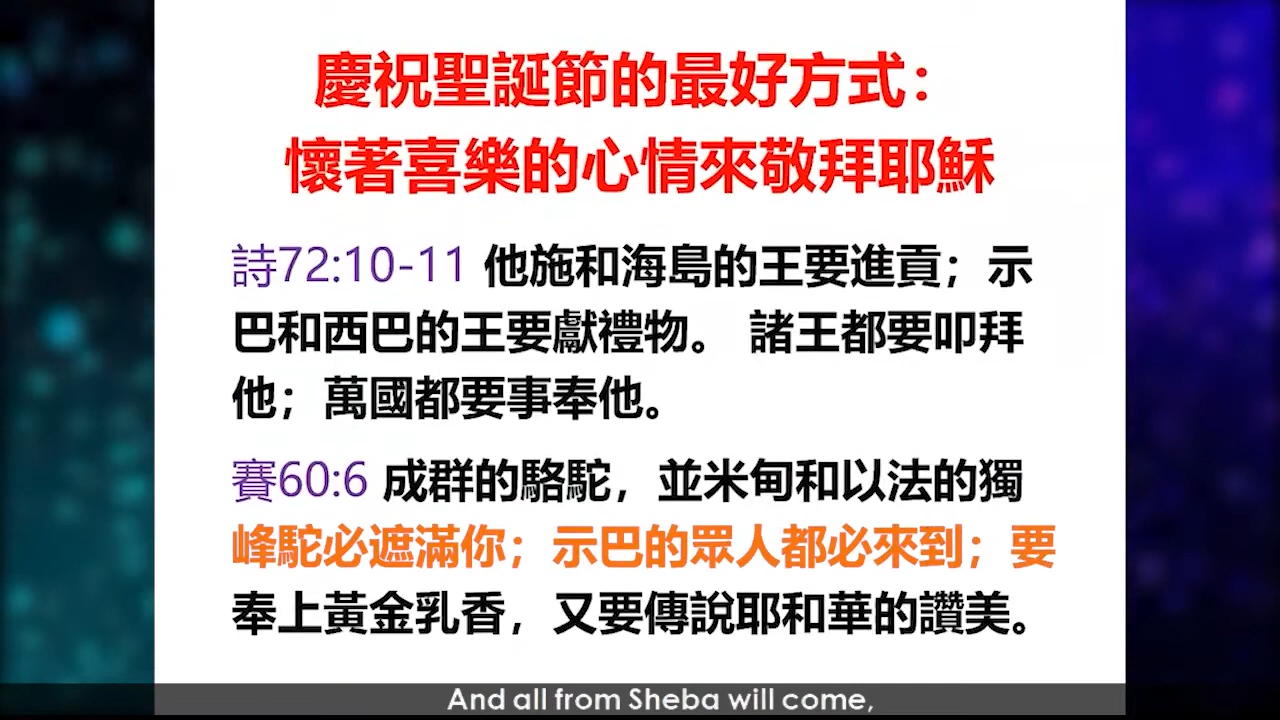 慶祝聖誕節的最好方式：
懷著喜樂的心情來敬拜耶穌
詩72:10-11 他施和海島的王要進貢；示
巴和西巴的王要獻禮物。 諸王都要叩拜
他；萬國都要事奉他。
賽60:6 成群的駱駝，並米甸和以法的獨
峰駝必遮滿你；示巴的眾人都必來到；要
奉上黃金乳香，又要傳說耶和華的讚美。
And all from Sheba will come,